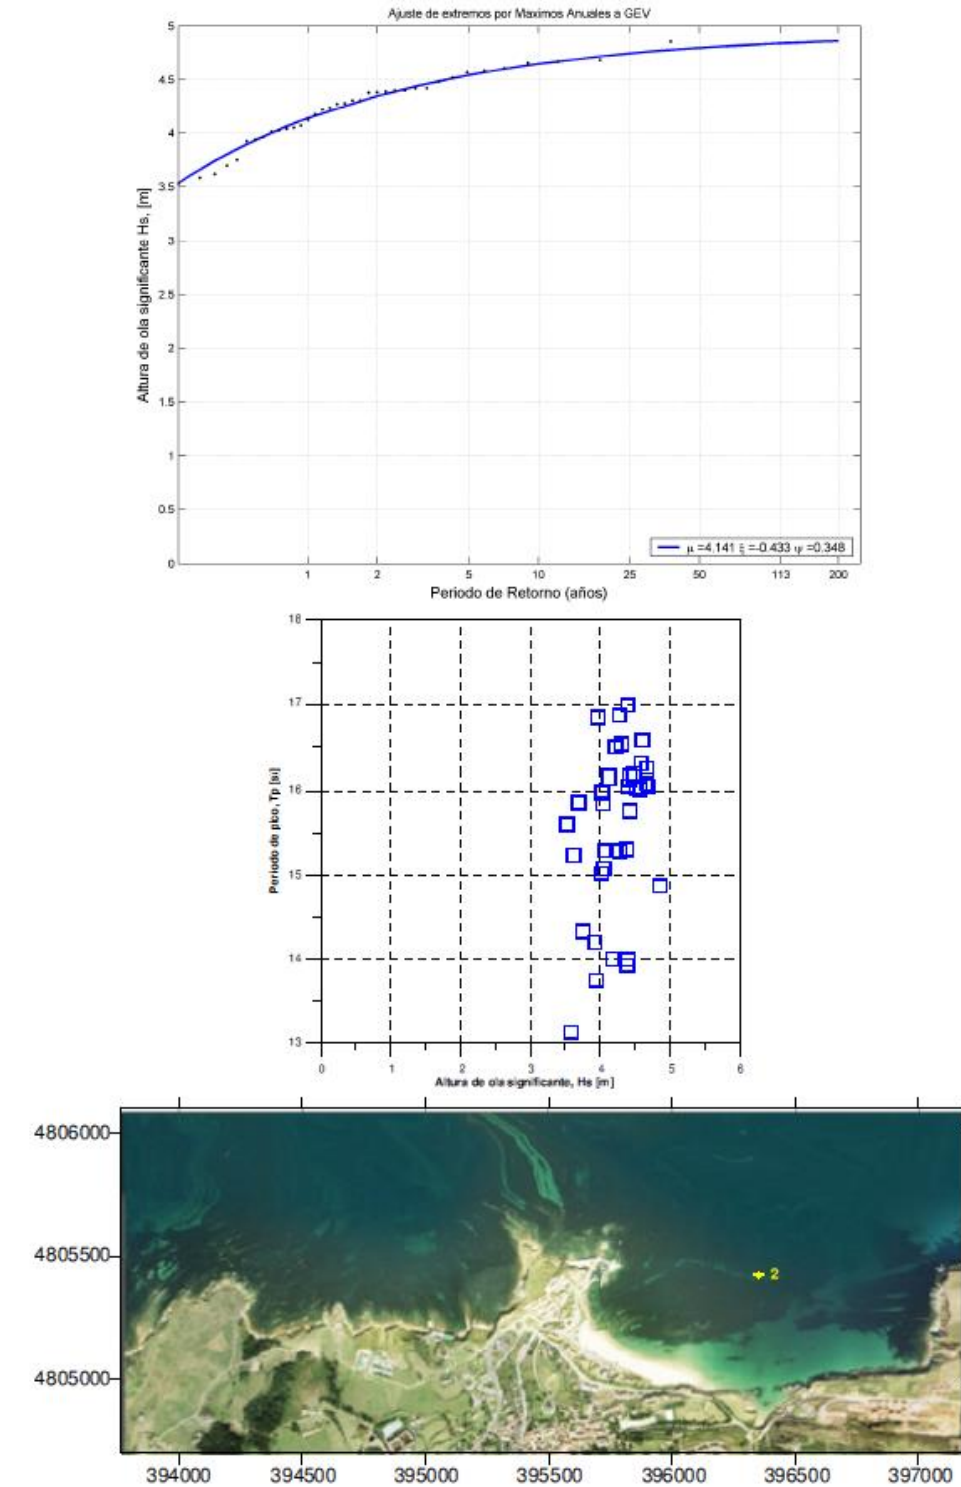 Ajuste de extremos por Maximos Anuales a GEV
Altura de ola significante Hs, [m]
5
4.5
4
3.5
3
2.5
2
1.5
1
0.5
0
μ =4.141 ξ =-0.433 ψ =0.348
1 2 5 10 25 50 113 200
Periodo de Retorno (años)
Periodo de pico, Tp [s]
18
17
16
15
14
13
0 1 2 3 4 5 6
Altura de ola significante, Hs [m]
4806000
4805500
2
4805000
394000 394500 395000 395500 396000 396500 397000